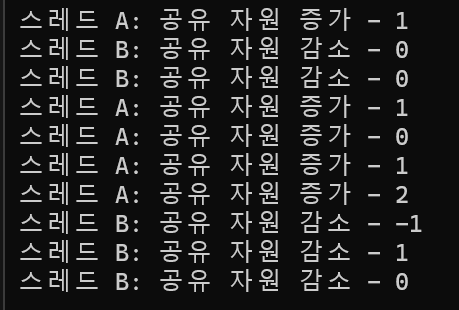 스레드 A: 공유 자원 증가 - 1
스레드 B: 공유 자원 감소 - 0
스레드 B: 공유 자원 감소 - 0
스레드 A: 공유 자원 증가 - 1
스레드 A: 공유 자원 증가 - 0
스레드 A: 공유 자원 증가 - 1
스레드 A: 공유 자원 증가 - 2
스레드 B: 공유 자원 감소 - -1
스레드 B: 공유 자원 감소 - 1
스레드 B: 공유 자원 감소 - 0